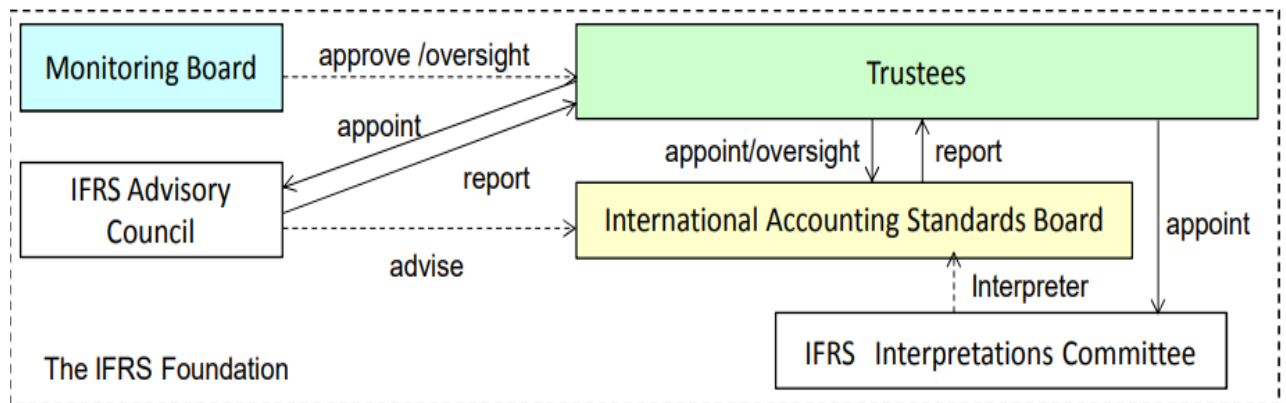 Monitoring Board
approve /oversight
Trustees
appoint
report
IFRS Advisory
Council
advise
appoint/oversight
report
International Accounting Standards Board
appoint
Interpreter
IFRS Interpretations Committee
The IFRS Foundation